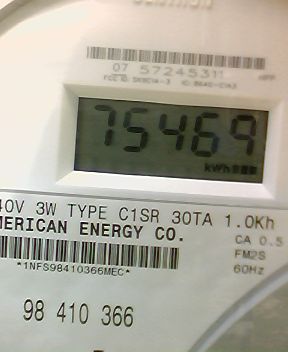 07 57245311
75469
kWh
40V 3W TYPE C1SR 30TA 1.0Kh
MERICAN ENERGY CO.
CA 0.5
*1NFS98410366MEC*
FM2S
60Hz
98 410 366